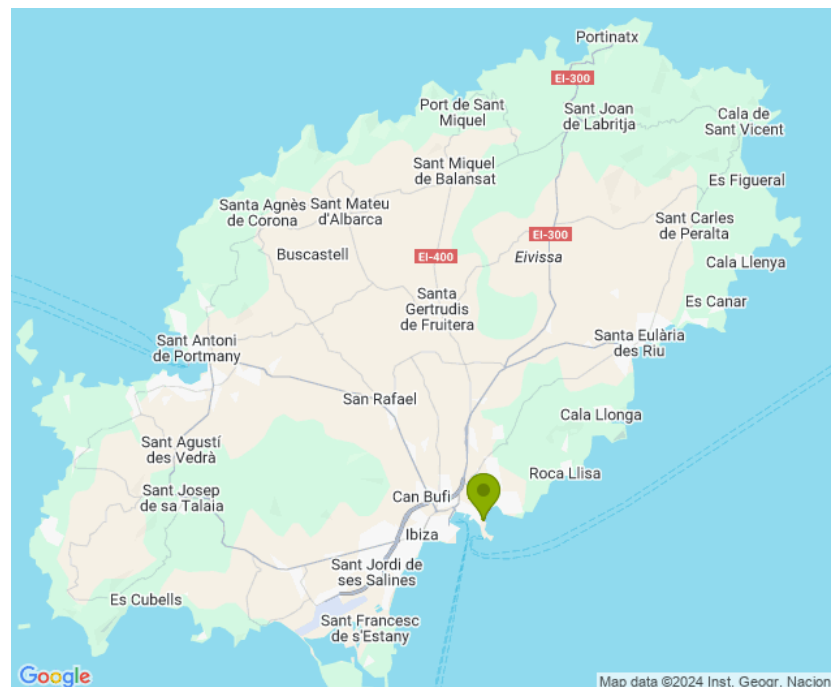 Portinatx
EI-300
Port de Sant
Miquel
Sant Joan
de Labritja
Cala de
Sant Vicent
Sant Miquel
de Balansat
Es Figueral
Santa Agnès
de Corona
Sant Mateu
d'Albarca
Sant Carles
de Peralta
EI-300
Buscastell
EI-400
Eivissa
Cala Llenya
Santa
Gertrudis
de Fruitera
Es Canar
Sant Antoni
de Portmany
Santa Eulària
des Riu
San Rafael
Cala Llonga
Sant Agustí
des Vedrà
Roca Llisa
Sant Josep
de sa Talaia
Can Bufi
Ibiza
Sant Jordi de
ses Salines
Es Cubells
Sant Francesc
de s'Estany
Google
Map data ©2024 Inst. Geogr. Nacion